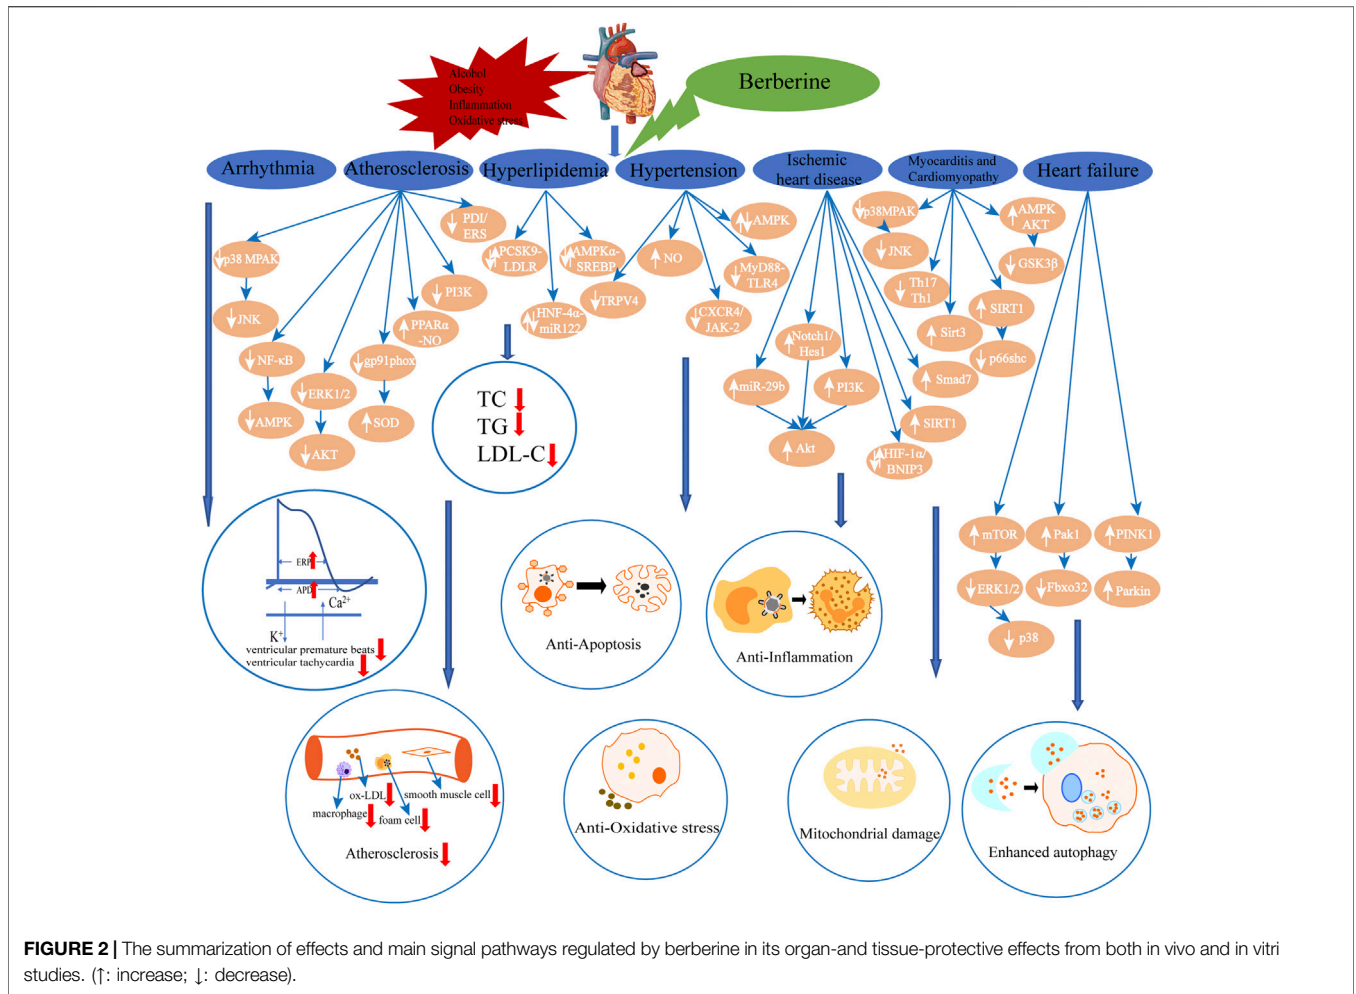 Alcohol
Obesity
Inflammation
Oxidative stress
Berberine
Arrhythmia
Atherosclerosis
Hyperlipidemia
Hypertension
Ischemic
heart disease
Myocarditis and
Cardiomyopathy
Heart failure
↓ p38 MPAK
↓ JNK
↓ NF-κB
↓ AMPK
↓ ERK1/2
↓ AKT
↓ gp91phox
↑ SOD
↑ PPARα
-NO
↓ PI3K
↓ PDI/
ERS
↓↑ PCSK9-
LDLR
↑↓ HNF-4α-
miR122
↓↑ AMPKα-
SREBP
↓ TRPV4
↑ NO
↑↓ AMPK
↓ MyD88-
TLR4
↓ CXCR4/
JAK-2
↑ Notch1/
Hes1
↑ miR-29b
↑ PI3K
↑ Akt
↓↑ HIF-1α/
BNIP3
↑ SIRT1
↑ Smad7
↓ p38MPAK
↓ JNK
↓ Th17
Th1
↑ Sirt3
↑ SIRT1
↓ p66shc
↑ AMPK
AKT
↓ GSK3β
↑ mTOR
↓ ERK1/2
↓ p38
↑ Pak1
↓ Fbxo32
↑ PINK1
↑ Parkin
TC ↓
TG ↓
LDL-C ↓
ERP ↑
APD ↑
Ca²⁺
K⁺
ventricular premature beats ↓
ventricular tachycardia ↓
Anti-Apoptosis
Anti-Inflammation
ox-LDL ↓
smooth muscle cell ↓
macrophage ↓
foam cell ↓
Atherosclerosis ↓
Anti-Oxidative stress
Mitochondrial damage
Enhanced autophagy
FIGURE 2 | The summarization of effects and main signal pathways regulated by berberine in its organ-and tissue-protective effects from both in vivo and in vitri
studies. (↑: increase; ↓: decrease).